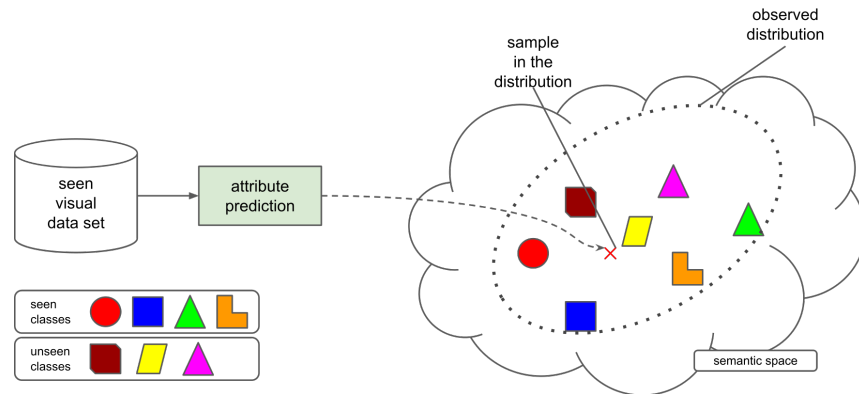 observed
distribution
sample
in the
distribution
seen
visual
data set
attribute
prediction
seen
classes
unseen
classes
semantic space